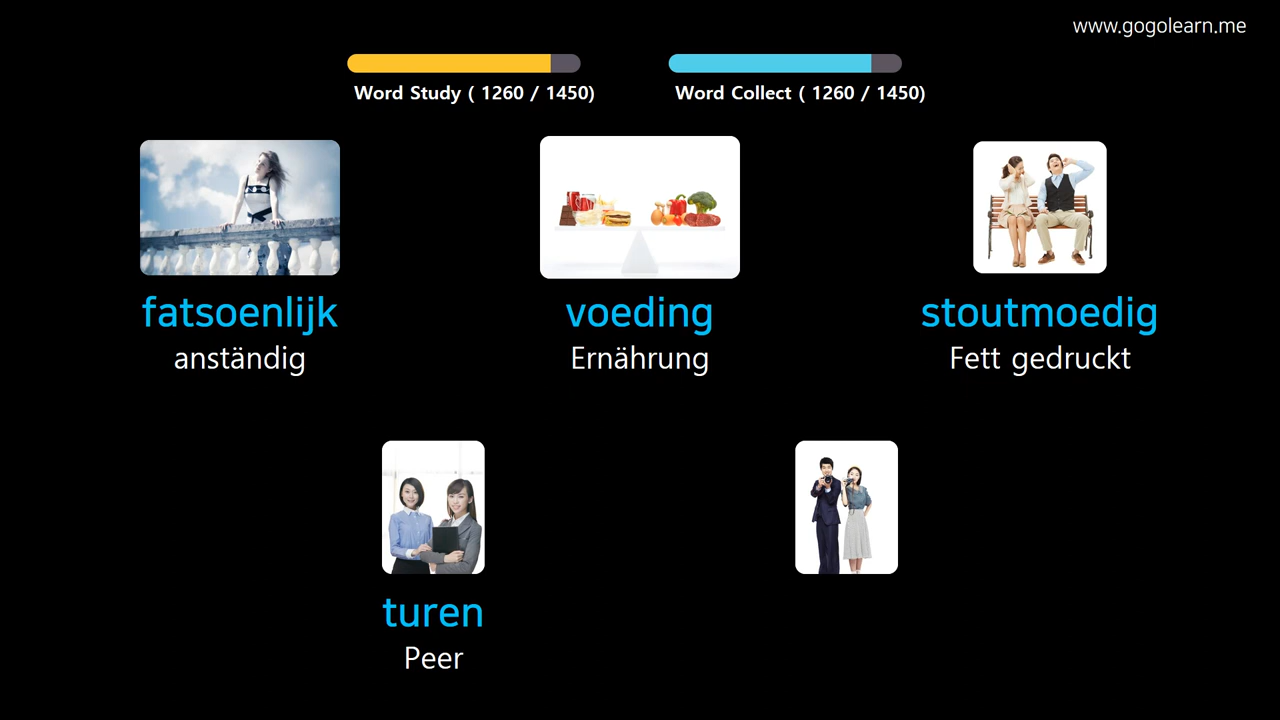 www.gogolearn.me
Word Study ( 1260 / 1450)
Word Collect ( 1260 / 1450)
fatsoenlijk
anständig
voeding
Ernährung
stoutmoedig
Fett gedruckt
turen
Peer